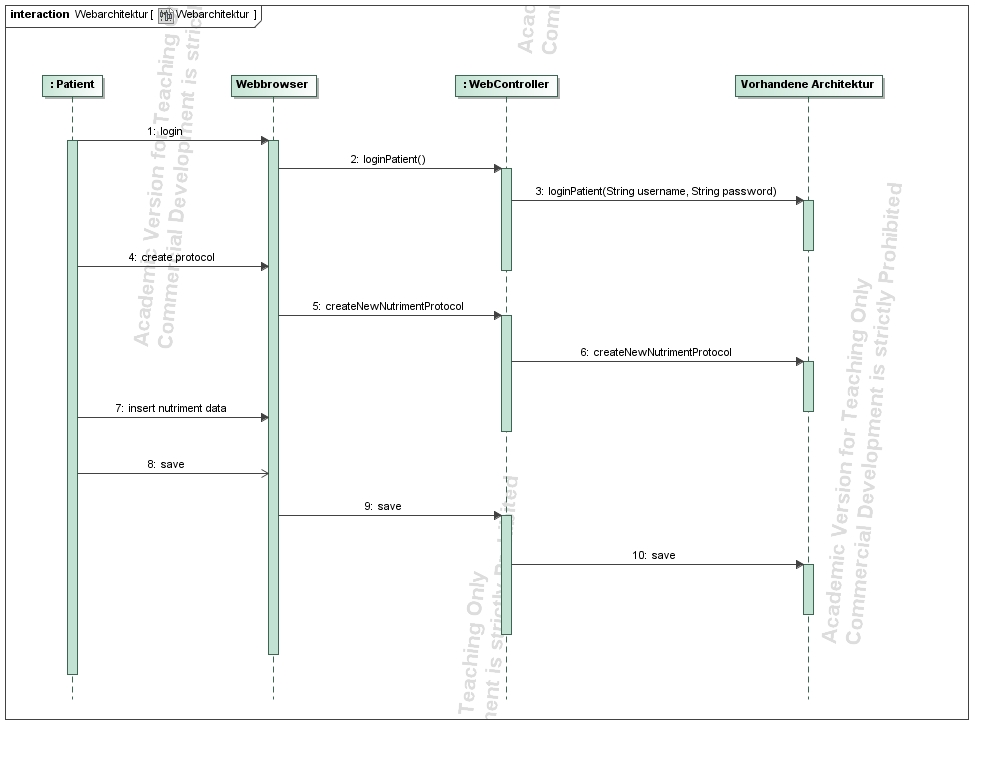 interaction Webarchitektur [ Webarchitektur ]
: Patient
Webbrowser
: WebController
Vorhandene Architektur
1: login
2: loginPatient()
3: loginPatient(String username, String password)
4: create protocol
5: createNewNutrimentProtocol
6: createNewNutrimentProtocol
7: insert nutriment data
8: save
9: save
10: save
Academic Version for Teaching
Commercial Development is strict
Acad
Comm
Teaching Only
ment is strictly Prohibited
Academic Version for Teaching Only
Commercial Development is strictly Prohibited